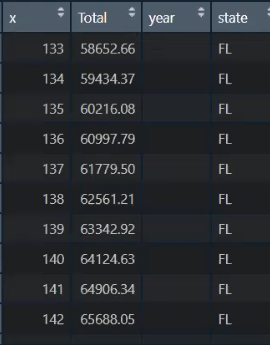 x Total year state
133 58652.66 FL
134 59434.37 FL
135 60216.08 FL
136 60997.79 FL
137 61779.50 FL
138 62561.21 FL
139 63342.92 FL
140 64124.63 FL
141 64906.34 FL
142 65688.05 FL